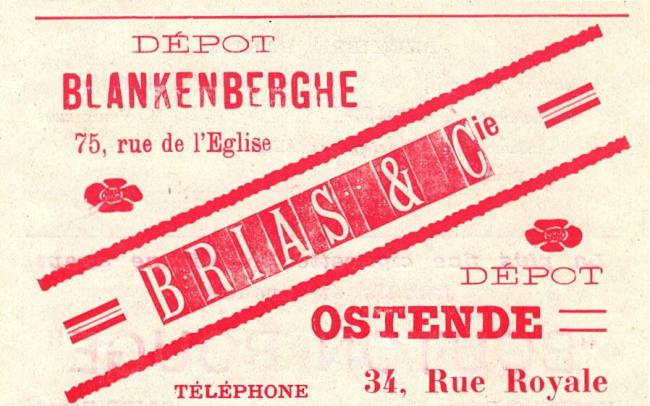 DÉPOT
BLANKENBERGHE
75, rue de l'Eglise
BRIAS & Cie
DÉPOT
OSTENDE
34, Rue Royale
TÉLÉPHONE